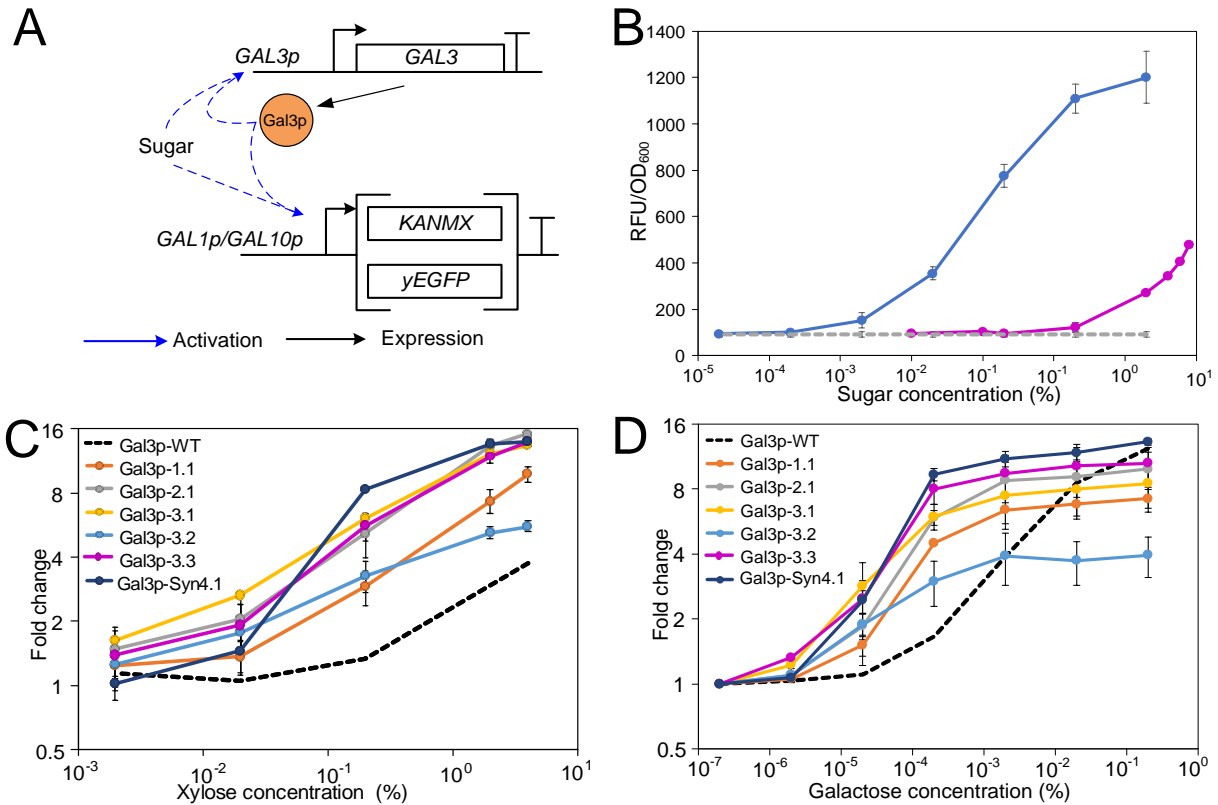 A
GAL3p
GAL3
Gal3p
Sugar
GAL1p/GAL10p
KANMX
yEGFP
Activation
Expression
B
RFU/OD600
1400
1200
1000
800
600
400
200
0
10-5
10-4
10-3
10-2
10-1
100
101
Sugar concentration (%)
C
Fold change
16
8
4
2
1
0.5
Gal3p-WT
Gal3p-1.1
Gal3p-2.1
Gal3p-3.1
Gal3p-3.2
Gal3p-3.3
Gal3p-Syn4.1
10-3
10-2
10-1
100
101
Xylose concentration (%)
D
Fold change
16
8
4
2
1
0.5
Gal3p-WT
Gal3p-1.1
Gal3p-2.1
Gal3p-3.1
Gal3p-3.2
Gal3p-3.3
Gal3p-Syn4.1
10-7
10-6
10-5
10-4
10-3
10-2
10-1
100
Galactose concentration (%)